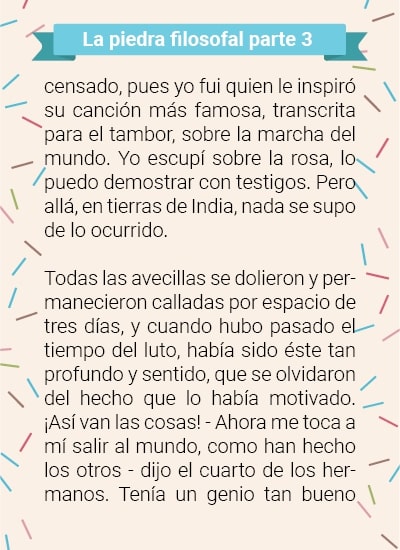 La piedra filosofal parte 3
censado, pues yo fui quien le inspiró
su canción más famosa, transcrita
para el tambor, sobre la marcha del
mundo. Yo escupí sobre la rosa, lo
puedo demostrar con testigos. Pero
allá, en tierras de India, nada se supo
de lo ocurrido.
Todas las avecillas se dolieron y per-
manecieron calladas por espacio de
tres días, y cuando hubo pasado el
tiempo del luto, había sido éste tan
profundo y sentido, que se olvidaron
del hecho que lo había motivado.
¡Así van las cosas! - Ahora me toca a
mí salir al mundo, como han hecho
los otros - dijo el cuarto de los her-
manos. Tenía un genio tan bueno